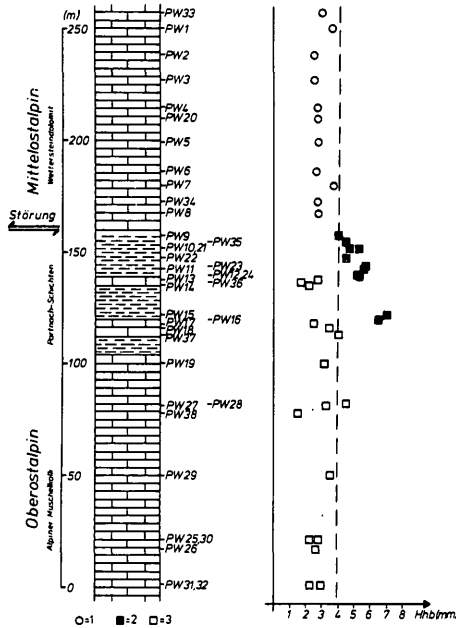 (m)
PW33
250
PW1
PW2
PW3
PW4
PW20
200
PW5
PW6
PW7
PW34
PW8
Mittelostalpin
Wettersteindolomit
Störung
PW9
-PW35
PW10,21
150
PW22
PW11
-PW23
PW13
-PW12,24
PW14
-PW36
Partnach-Schichten
PW15
PW17
-PW16
PW18
PW37
100
PW19
PW27
-PW28
PW38
50
PW29
Oberostalpin
Alpiner Muschelkalk
PW25,30
PW26
0
PW31,32
1 2 3 4 5 6 7 8 Hhb(mm)
=1 =2 =3